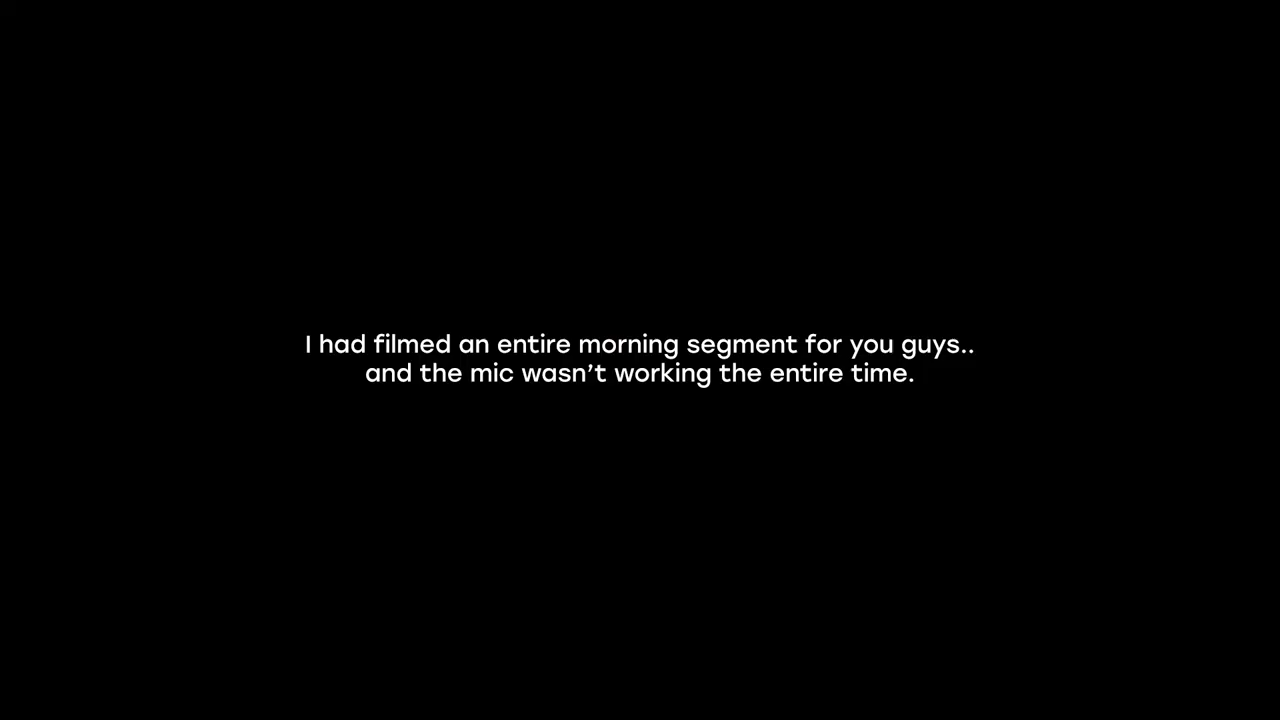 I had filmed an entire morning segment for you guys..
and the mic wasn’t working the entire time.